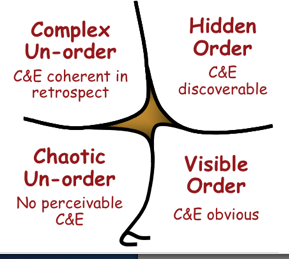 Complex
Un-order
C&E coherent in
retrospect
Hidden
Order
C&E
discoverable
Chaotic
Un-order
No perceivable
C&E
Visible
Order
C&E obvious